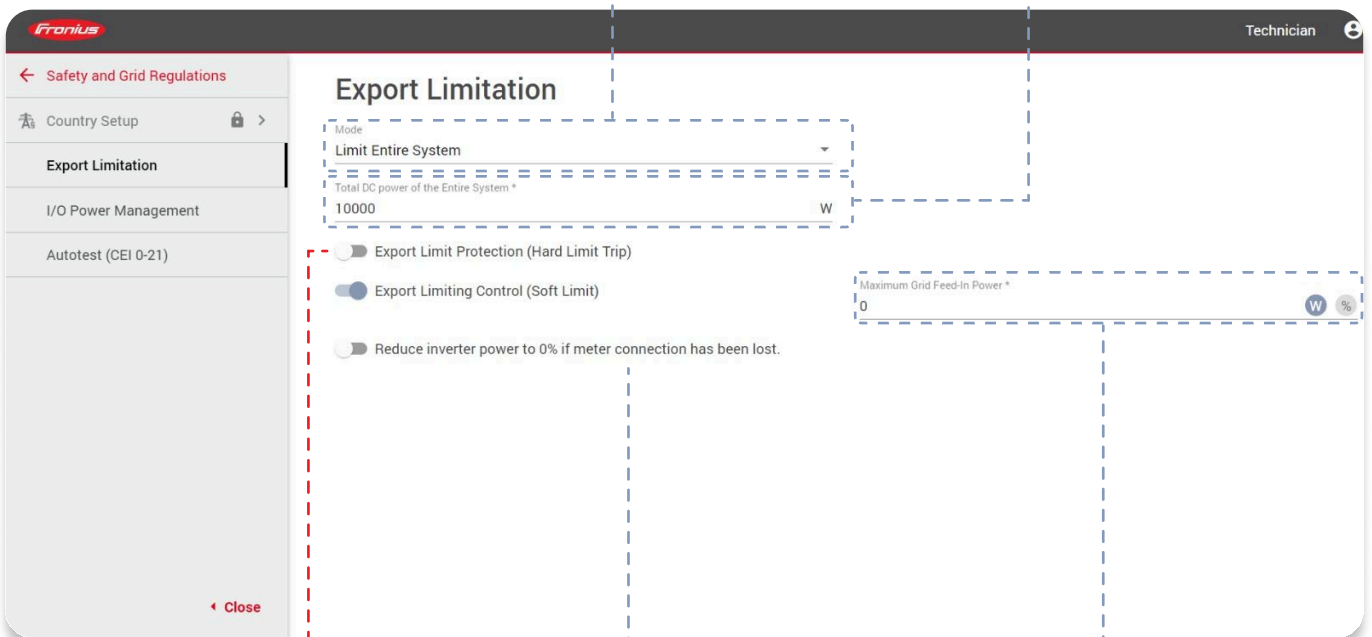 Fronius
Technician
Safety and Grid Regulations
Country Setup
Export Limitation
I/O Power Management
Autotest (CEI 0-21)
Close
Export Limitation
Mode
Limit Entire System
Total DC power of the Entire System *
10000 W
Export Limit Protection (Hard Limit Trip)
Export Limiting Control (Soft Limit)
Maximum Grid Feed-In Power *
0 W %
Reduce inverter power to 0% if meter connection has been lost.